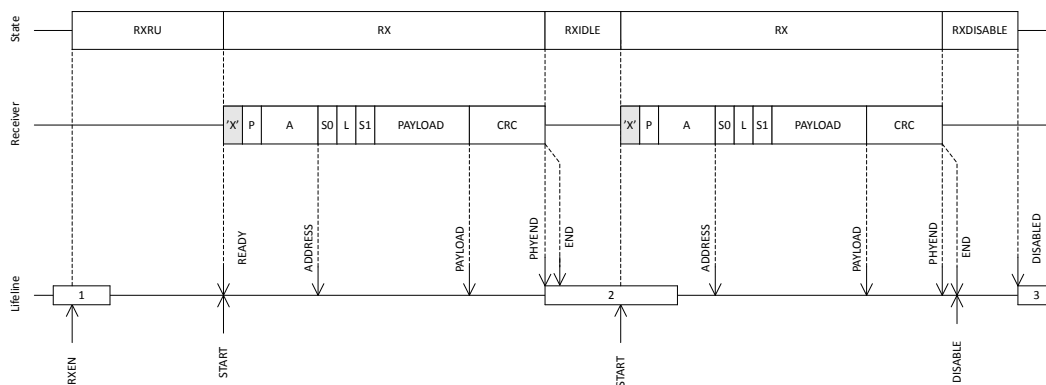 State
RXRU
RX
RXIDLE
RX
RXDISABLE
Receiver
'X'
P
A
S0
L
S1
PAYLOAD
CRC
'X'
P
A
S0
L
S1
PAYLOAD
CRC
READY
ADDRESS
PAYLOAD
PHYEND
END
ADDRESS
PAYLOAD
PHYEND
END
DISABLED
Lifeline
1
2
3
RXEN
START
START
DISABLE